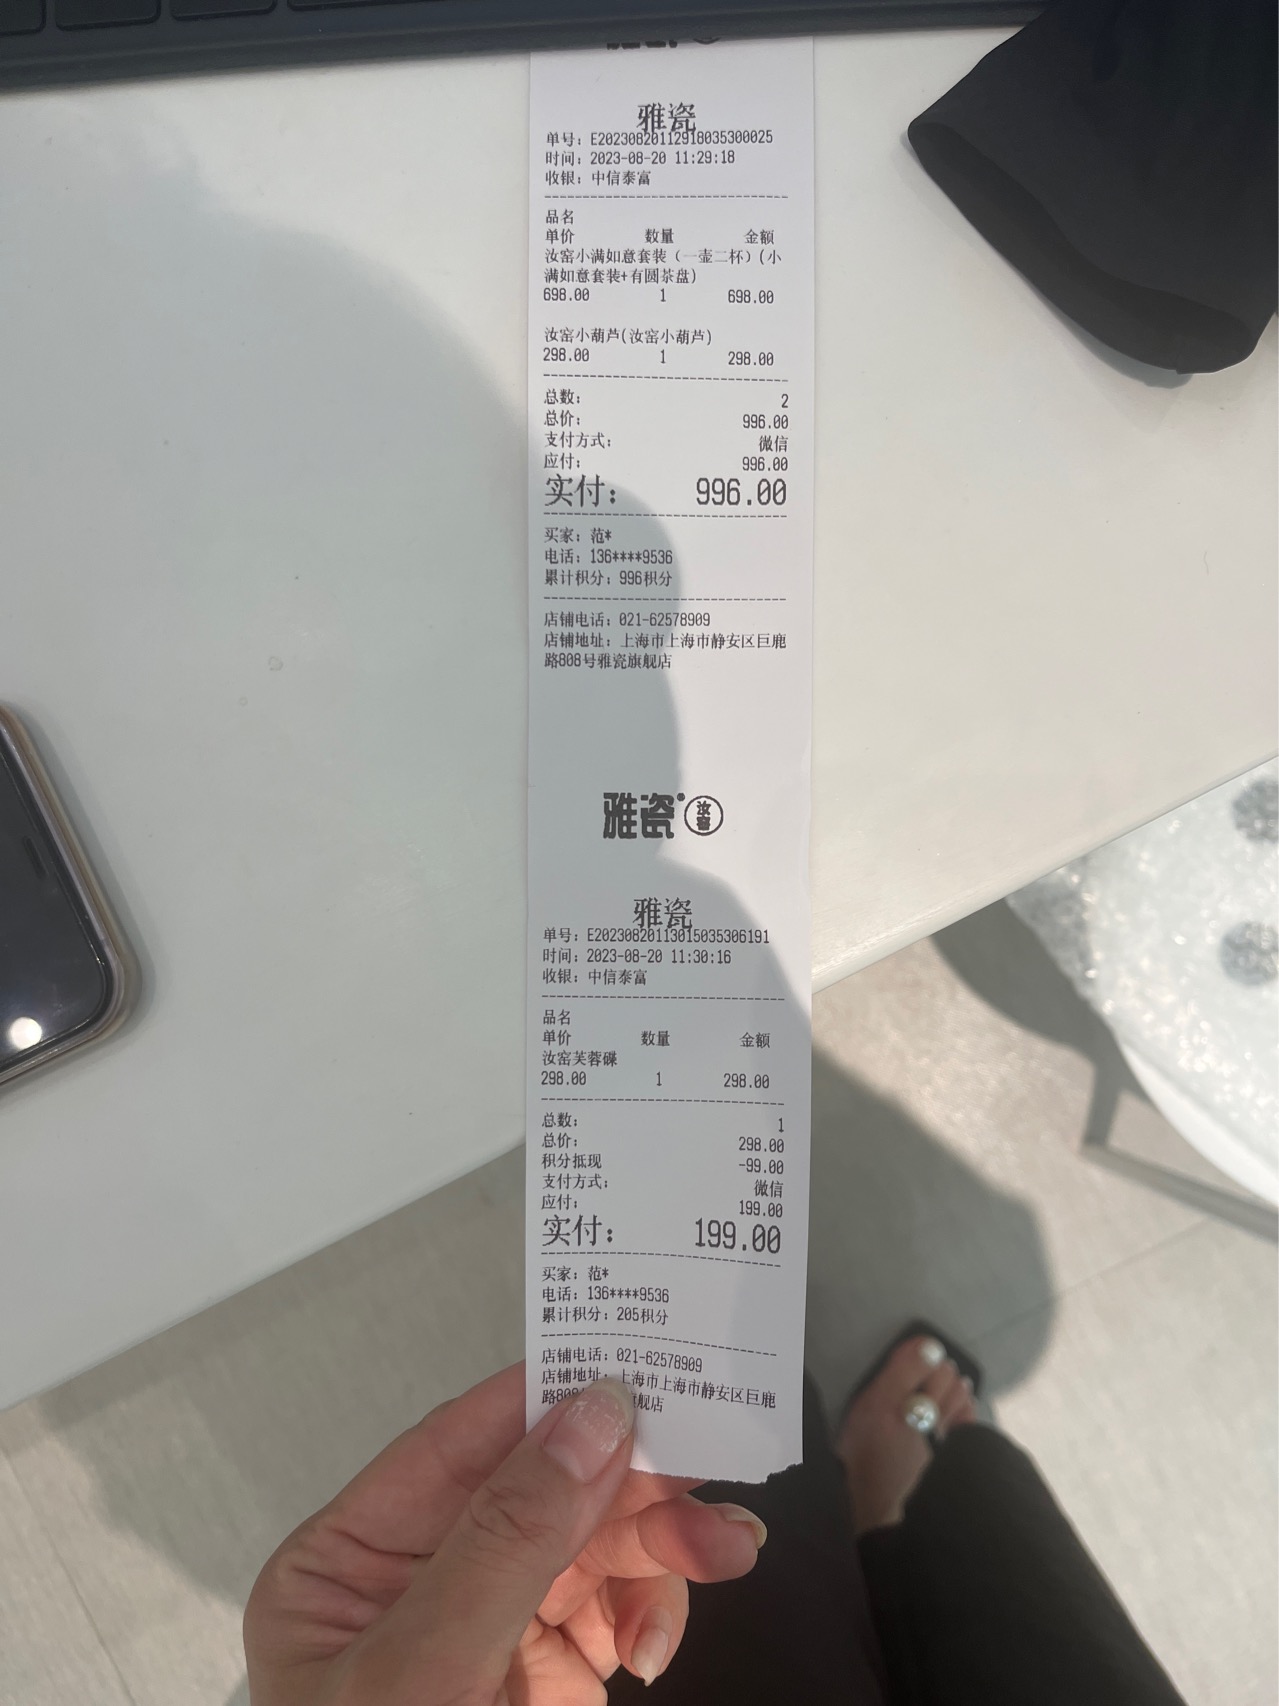 雅瓷
单号：E20230820112918035300025
时间：2023-08-20 11:29:18
收银：中信泰富
品名
单价 数量 金额
汝窑小满如意套装（一壶二杯）(小
满如意套装+有圆茶盘)
698.00 1 698.00
汝窑小葫芦(汝窑小葫芦)
298.00 1 298.00
总数： 2
总价： 996.00
支付方式： 微信
应付： 996.00
实付： 996.00
买家：范*
电话：136****9536
累计积分：996积分
店铺电话：021-62578909
店铺地址：上海市上海市静安区巨鹿
路808号雅瓷旗舰店
雅瓷 汝窑
雅瓷
单号：E20230820113015035306191
时间：2023-08-20 11:30:16
收银：中信泰富
品名
单价 数量 金额
汝窑芙蓉碟
298.00 1 298.00
总数： 1
总价： 298.00
积分抵现 -99.00
支付方式： 微信
应付： 199.00
实付： 199.00
买家：范*
电话：136****9536
累计积分：205积分
店铺电话：021-62578909
店铺地址：上海市上海市静安区巨鹿
路808 旗舰店